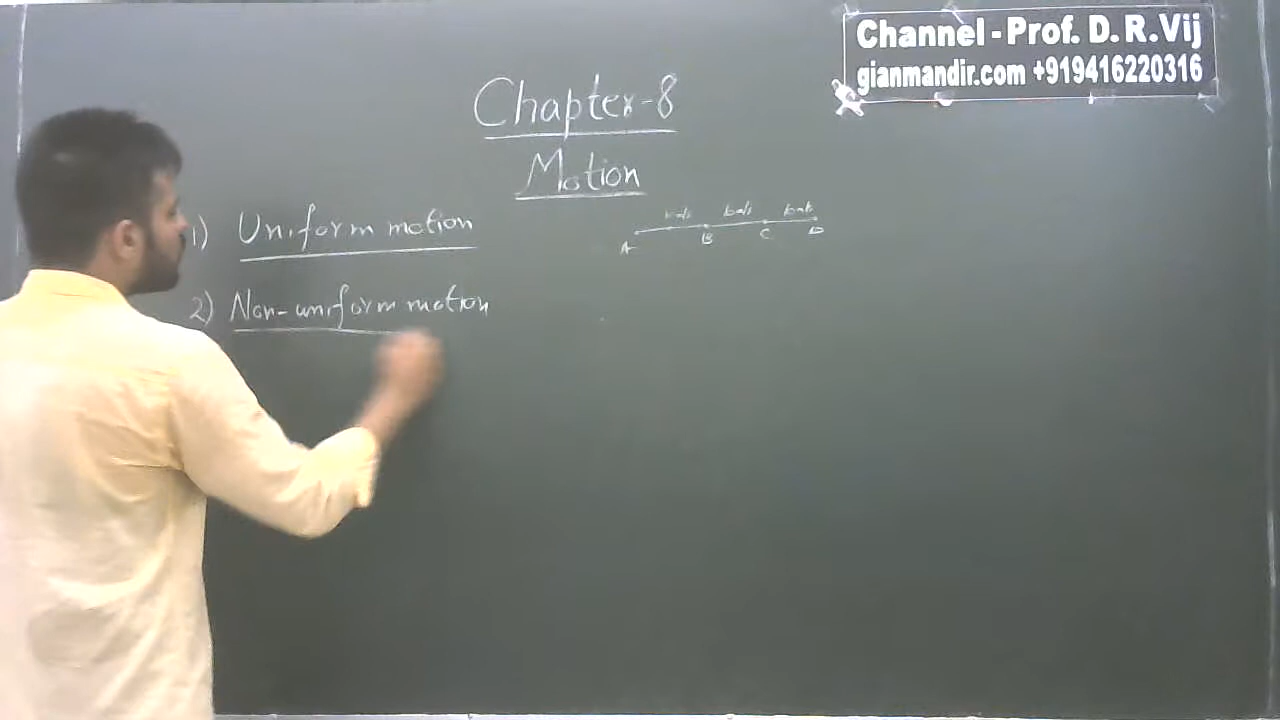 Channel - Prof. D. R. Vij
gianmandir.com +919416220316
Chapter-8
Motion
1) Uniform motion
A B C D
2) Non-uniform motion